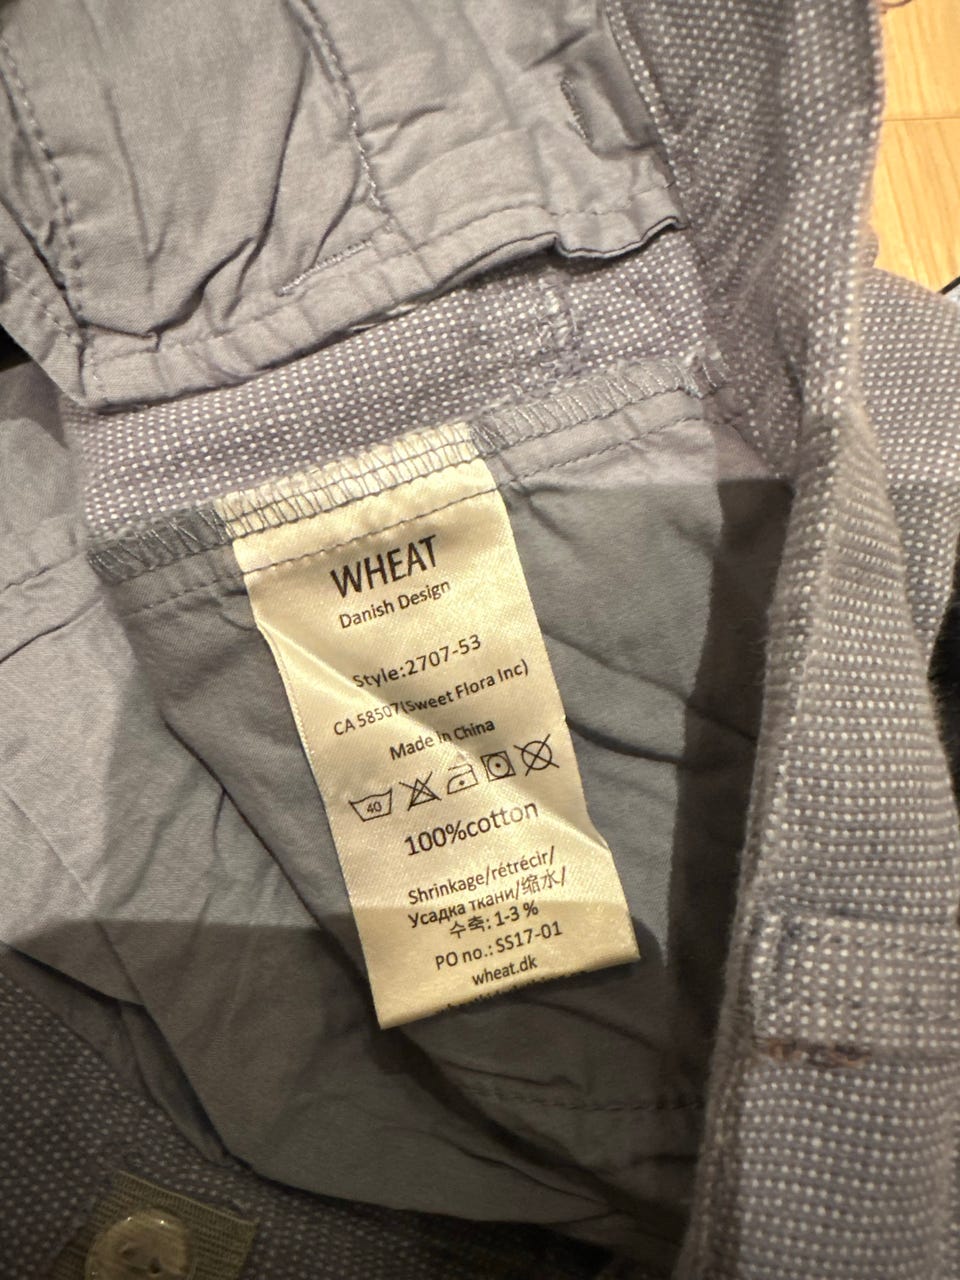 WHEAT
Danish Design
Style:2707-53
CA 58507(Sweet Flora Inc)
Made in China
40
100%cotton
Shrinkage/rétrécir/
Усадка ткани/缩水/
수축: 1-3 %
PO no.: SS17-01
wheat.dk